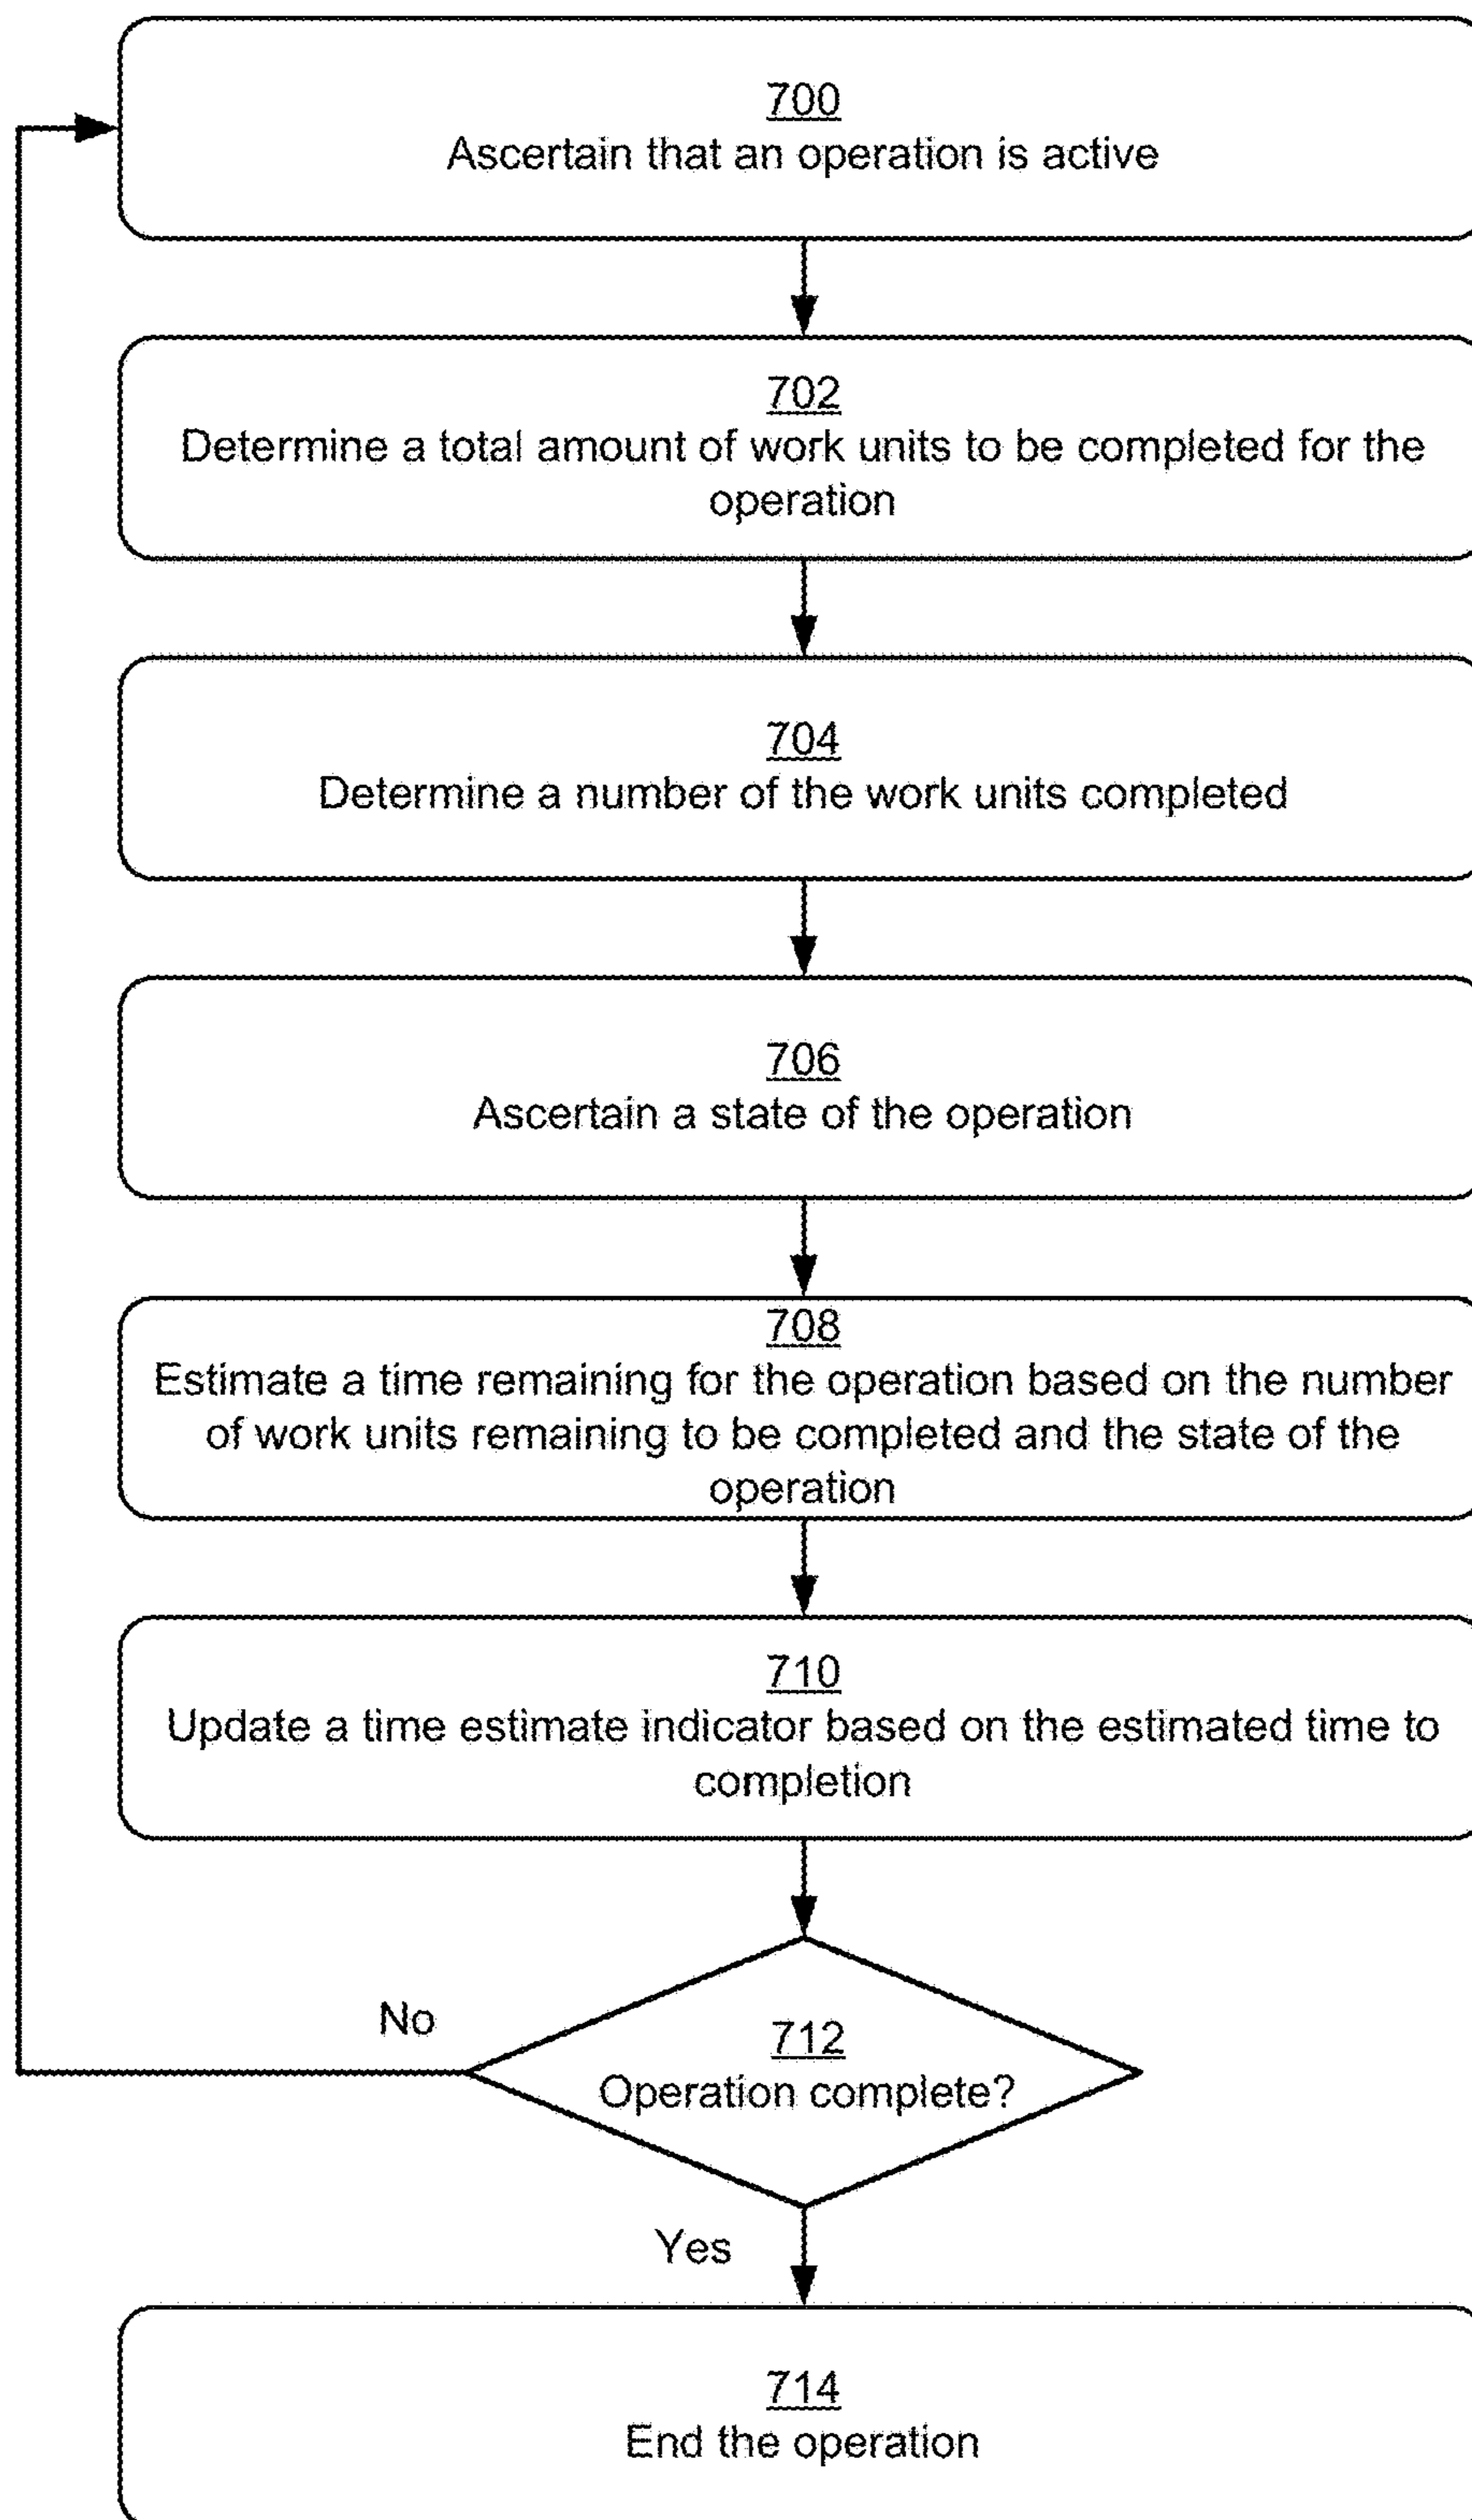 700
Ascertain that an operation is active
702
Determine a total amount of work units to be completed for the
operation
704
Determine a number of the work units completed
706
Ascertain a state of the operation
708
Estimate a time remaining for the operation based on the number
of work units remaining to be completed and the state of the
operation
710
Update a time estimate indicator based on the estimated time to
completion
No
712
Operation complete?
Yes
714
End the operation